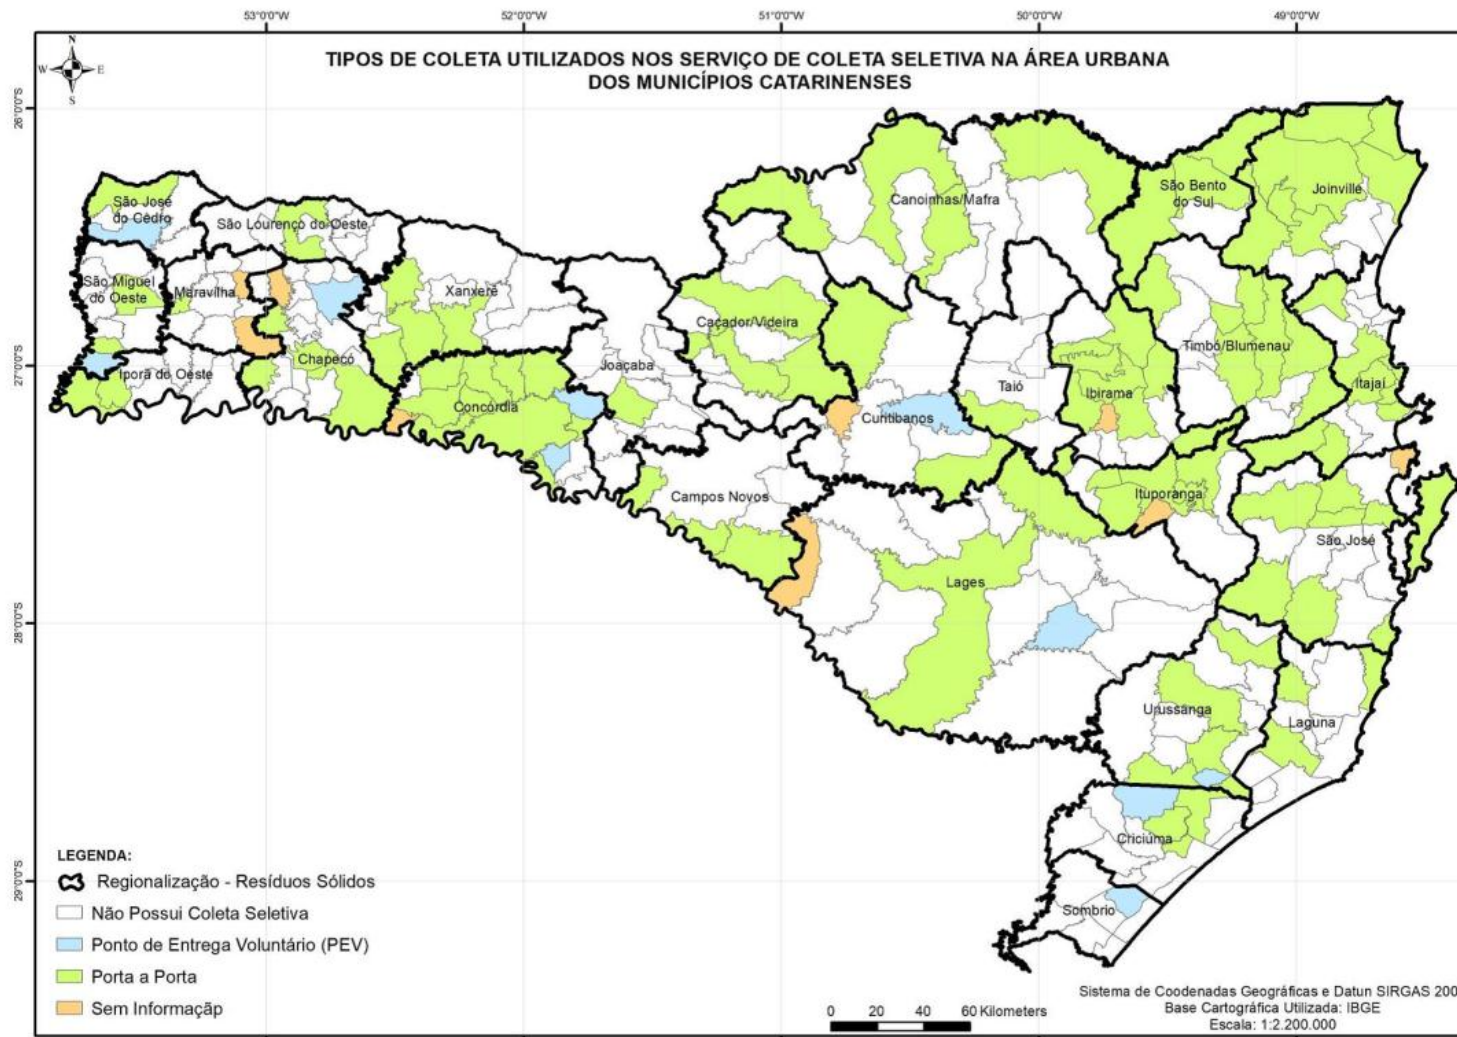 53°0'0"W 52°0'0"W 51°0'0"W 50°0'0"W 49°0'0"W
N
W E
S
TIPOS DE COLETA UTILIZADOS NOS SERVIÇO DE COLETA SELETIVA NA ÁREA URBANA
DOS MUNICÍPIOS CATARINENSES
26°0'0"S
27°0'0"S
28°0'0"S
29°0'0"S
São José
do Cedro
São Lourenço do Oeste
São Miguel
do Oeste
Maravilha
Xanxerê
Chapecó
Iporã do Oeste
Concórdia
Joaçaba
Caçador/Videira
Canoinhas/Mafra
São Bento
do Sul
Joinville
Timbó/Blumenau
Taió
Ibirama
Itajaí
Curitibanos
Campos Novos
Ituporanga
São José
Lages
Urussanga
Laguna
Criciúma
Sombrio
LEGENDA:
Regionalização - Resíduos Sólidos
Não Possui Coleta Seletiva
Ponto de Entrega Voluntário (PEV)
Porta a Porta
Sem Informaçãp
0 20 40 60 Kilometers
Sistema de Coodenadas Geográficas e Datun SIRGAS 200
Base Cartográfica Utilizada: IBGE
Escala: 1:2.200.000